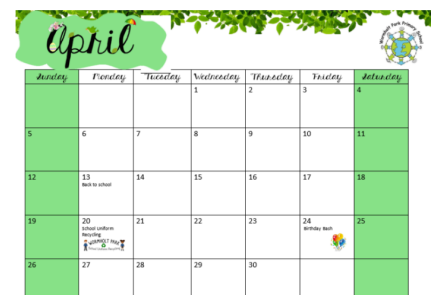 April
Sunday Monday Tuesday Wednesday Thursday Friday Saturday
1 2 3 4
5 6 7 8 9 10 11
12 13 14 15 16 17 18
Back to school
19 20 21 22 23 24 25
School Uniform Birthday Bash
Recycling
26 27 28 29 30